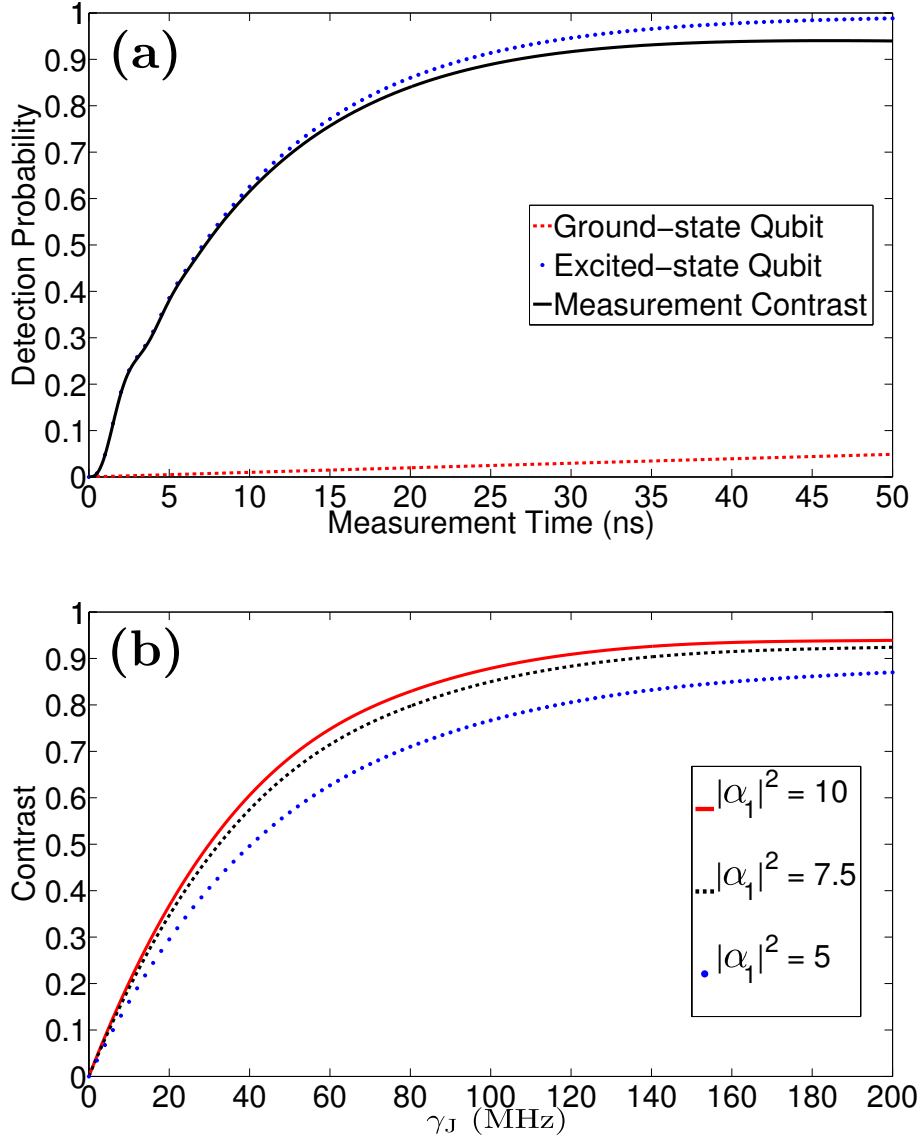 (a)
Detection Probability
1
0.9
0.8
0.7
0.6
0.5
0.4
0.3
0.2
0.1
0
0 5 10 15 20 25 30 35 40 45 50
Measurement Time (ns)
Ground−state Qubit
Excited−state Qubit
Measurement Contrast
(b)
Contrast
1
0.9
0.8
0.7
0.6
0.5
0.4
0.3
0.2
0.1
0
0 20 40 60 80 100 120 140 160 180 200
γJ (MHz)
|α1|2 = 10
|α1|2 = 7.5
|α1|2 = 5